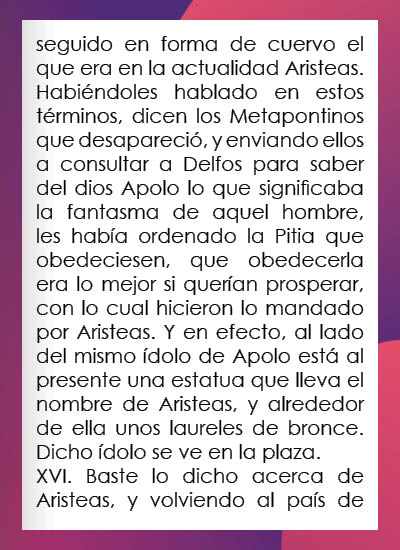 seguido en forma de cuervo el
que era en la actualidad Aristeas.
Habiéndoles hablado en estos
términos, dicen los Metapontinos
que desapareció, y enviando ellos
a consultar a Delfos para saber
del dios Apolo lo que significaba
la fantasma de aquel hombre,
les había ordenado la Pitia que
obedeciesen, que obedecerla
era lo mejor si querían prosperar,
con lo cual hicieron lo mandado
por Aristeas. Y en efecto, al lado
del mismo ídolo de Apolo está al
presente una estatua que lleva el
nombre de Aristeas, y alrededor
de ella unos laureles de bronce.
Dicho ídolo se ve en la plaza.
XVI. Baste lo dicho acerca de
Aristeas, y volviendo al país de